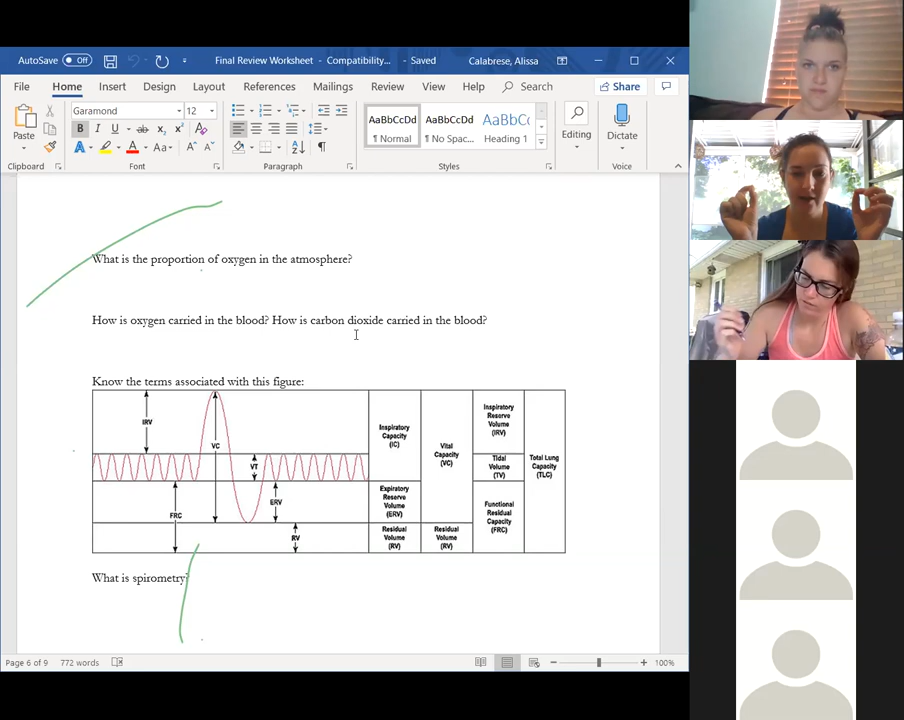 AutoSave Off Final Review Worksheet - Compatibility... - Saved Calabrese, Alissa
File Home Insert Design Layout References Mailings Review View Help Search Share
Paste Garamond 12 AaBbCcDd AaBbCcDd AaBbCc Editing Dictate
B I U ab x₂ x²
¶ Normal ¶ No Spac... Heading 1
A A Aa A A
Clipboard Font Paragraph Styles Voice
What is the proportion of oxygen in the atmosphere?
How is oxygen carried in the blood? How is carbon dioxide carried in the blood?
Know the terms associated with this figure:
IRV
VC
VT
ERV
FRC
RV
Inspiratory Capacity (IC)
Expiratory Reserve Volume (ERV)
Residual Volume (RV)
Vital Capacity (VC)
Residual Volume (RV)
Inspiratory Reserve Volume (IRV)
Tidal Volume (TV)
Functional Residual Capacity (FRC)
Total Lung Capacity (TLC)
What is spirometry?
Page 6 of 9 772 words 100%